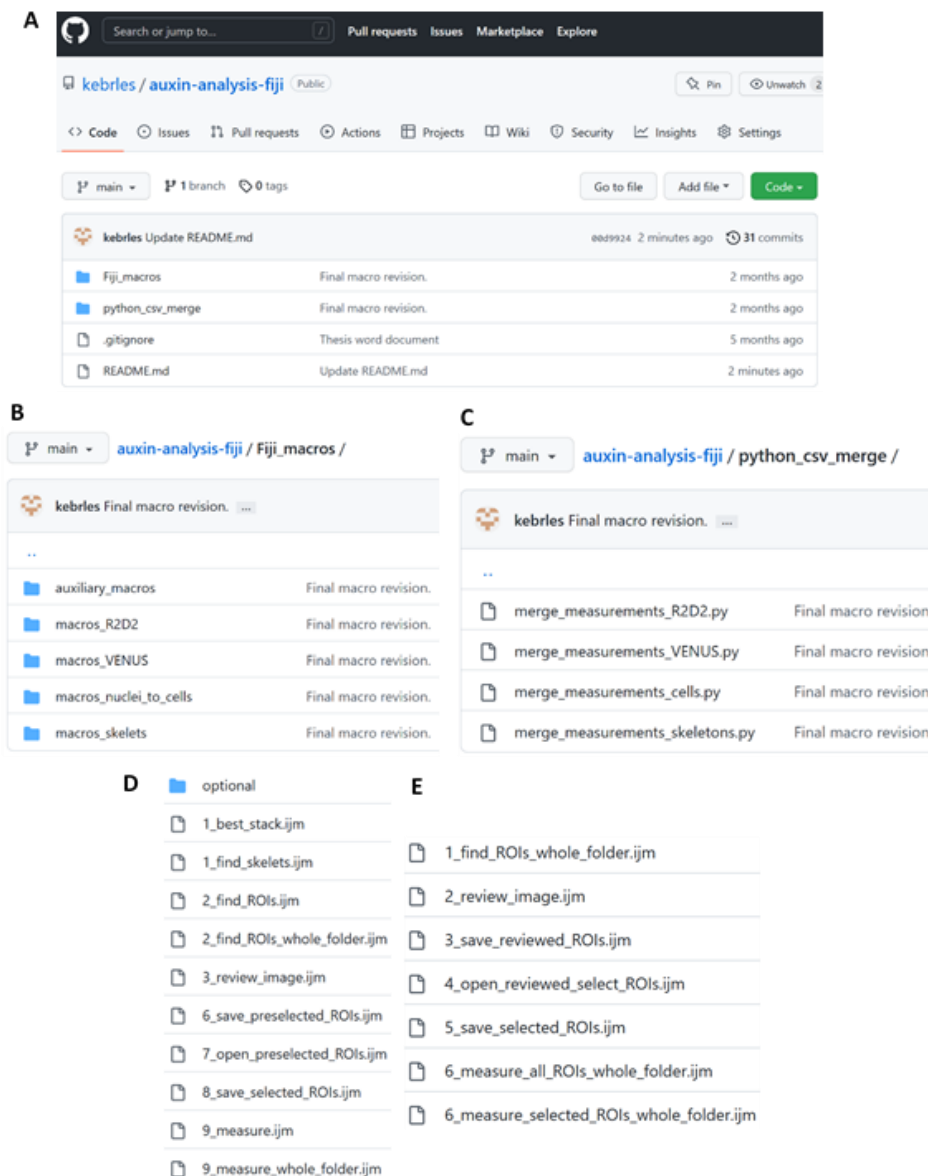 A
Search or jump to... / Pull requests Issues Marketplace Explore
kebrles / auxin-analysis-fiji Public Pin Unwatch 2
<> Code Issues Pull requests Actions Projects Wiki Security Insights Settings
main 1 branch 0 tags Go to file Add file Code
kebrles Update README.md 00d9924 2 minutes ago 31 commits
Fiji_macros Final macro revision. 2 months ago
python_csv_merge Final macro revision. 2 months ago
.gitignore Thesis word document 5 months ago
README.md Update README.md 2 minutes ago
B
main auxin-analysis-fiji / Fiji_macros /
kebrles Final macro revision. ...
..
auxiliary_macros Final macro revision.
macros_R2D2 Final macro revision.
macros_VENUS Final macro revision.
macros_nuclei_to_cells Final macro revision.
macros_skelets Final macro revision.
C
main auxin-analysis-fiji / python_csv_merge /
kebrles Final macro revision. ...
..
merge_measurements_R2D2.py Final macro revision
merge_measurements_VENUS.py Final macro revision
merge_measurements_cells.py Final macro revision
merge_measurements_skeletons.py Final macro revision
D
optional
1_best_stack.ijm
1_find_skelets.ijm
2_find_ROIs.ijm
2_find_ROIs_whole_folder.ijm
3_review_image.ijm
6_save_preselected_ROIs.ijm
7_open_preselected_ROIs.ijm
8_save_selected_ROIs.ijm
9_measure.ijm
9_measure_whole_folder.ijm
E
1_find_ROIs_whole_folder.ijm
2_review_image.ijm
3_save_reviewed_ROIs.ijm
4_open_reviewed_select_ROIs.ijm
5_save_selected_ROIs.ijm
6_measure_all_ROIs_whole_folder.ijm
6_measure_selected_ROIs_whole_folder.ijm